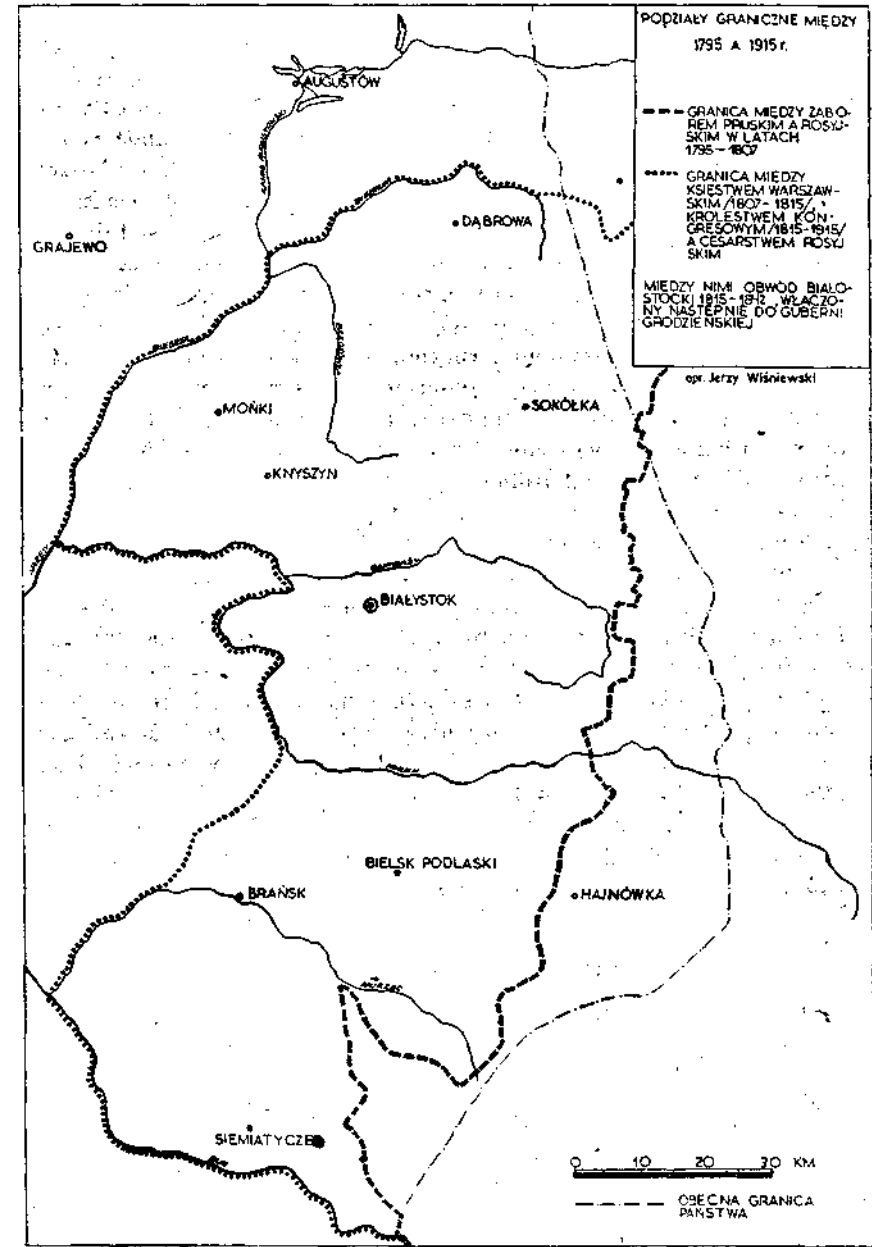 PODZIAŁY GRANICZNE MIĘDZY
1795 A 1915 r.
GRANICA MIĘDZY ZABO-
REM PRUSKIM A ROSYJ-
SKIM W LATACH
1795 – 1807
GRANICA MIĘDZY
KSIĘSTWEM WARSZAW-
SKIM /1807-1815/,
KRÓLESTWEM KON-
GRESOWYM /1815-1915/
A CESARSTWEM ROSYJ
SKIM
MIĘDZY NIMI OBWÓD BIAŁO-
STOCKI 1815-1842, WŁĄCZO-
NY NASTĘPNIE DO GUBERNI
GRODZIEŃSKIEJ
opr. Jerzy Wiśniewski
AUGUSTÓW
DĄBROWA
GRAJEWO
MOŃKI
SOKÓŁKA
KNYSZYN
BIAŁYSTOK
BIELSK PODLASKI
BRAŃSK
HAJNÓWKA
NURZEC
SIEMIATYCZE
0 10 20 30 KM
OBECNA GRANICA
PAŃSTWA